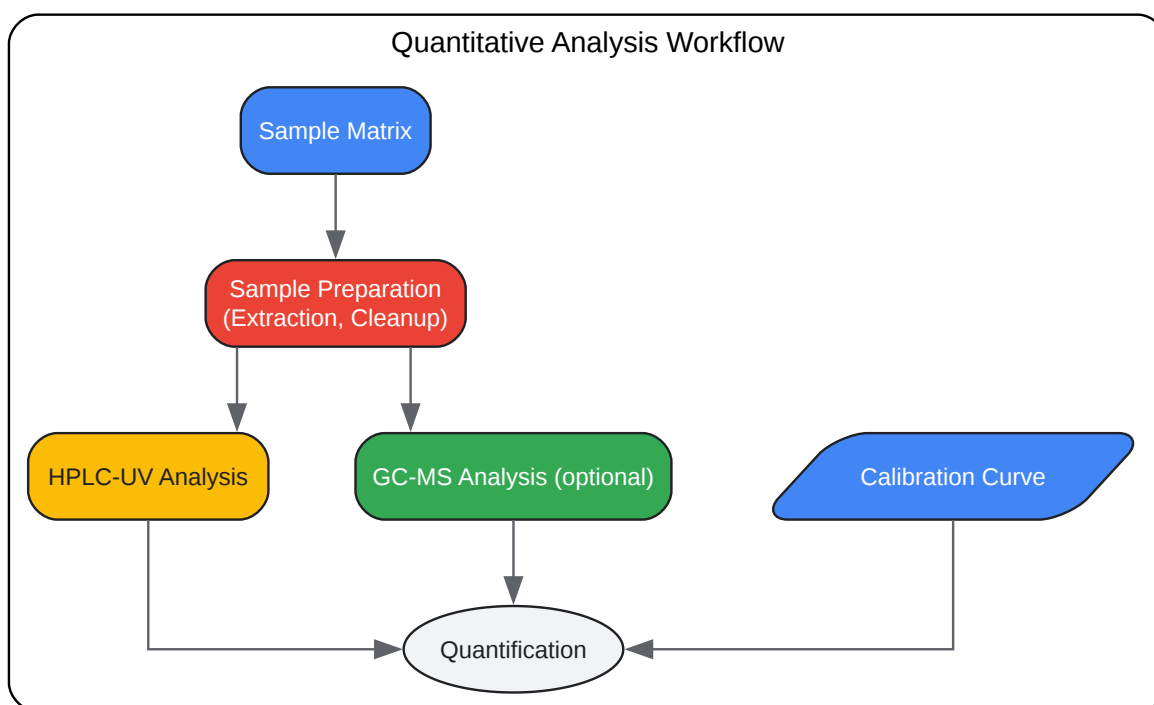 Quantitative Analysis Workflow
Sample Matrix
Sample Preparation
(Extraction, Cleanup)
HPLC-UV Analysis
GC-MS Analysis (optional)
Calibration Curve
Quantification